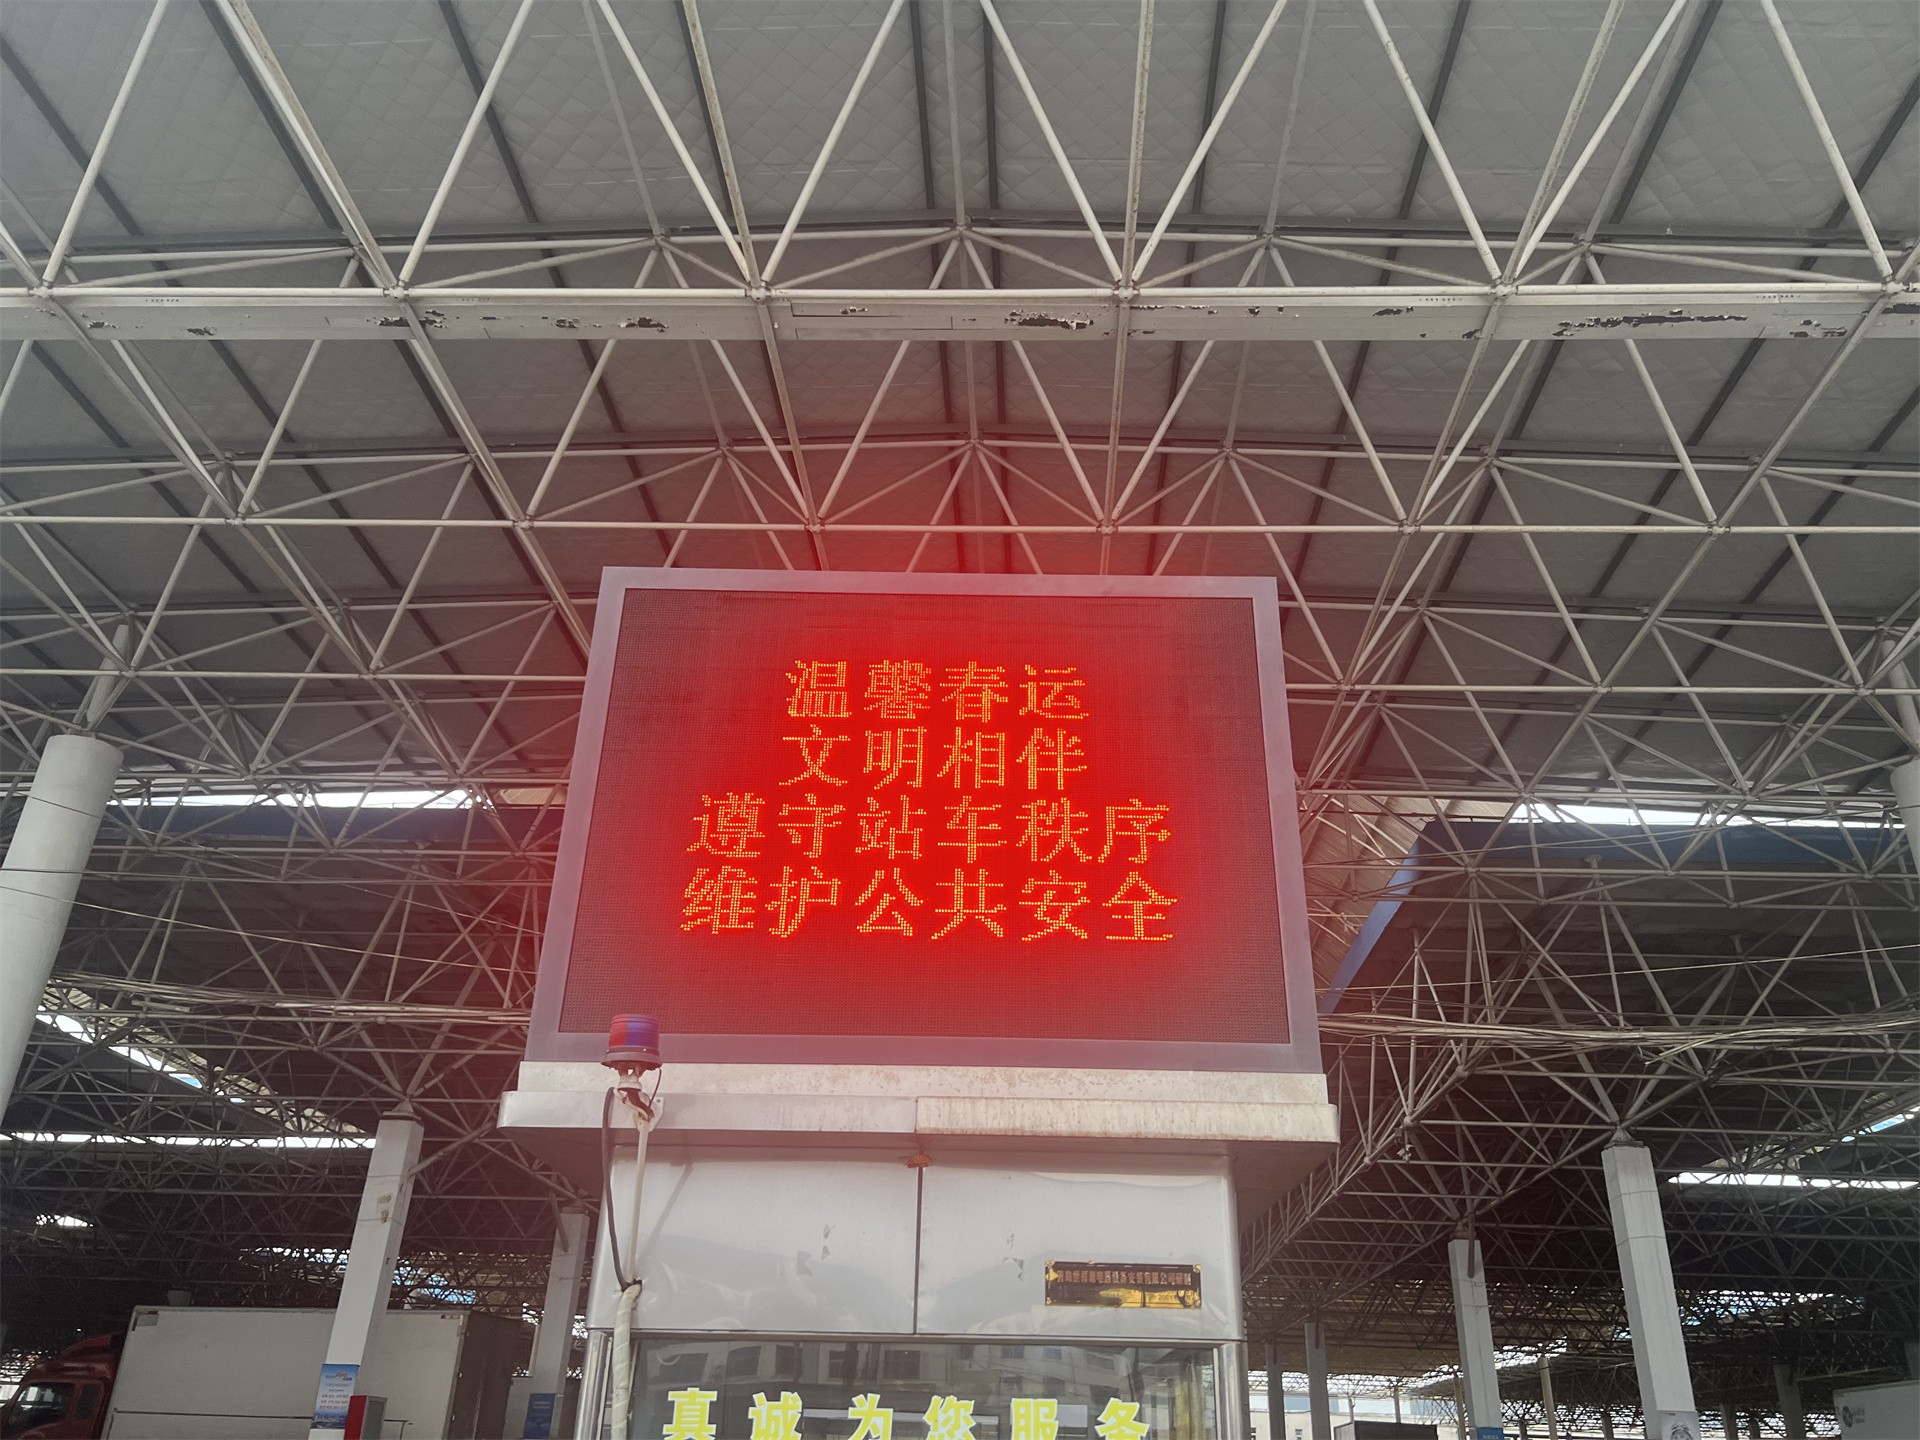 温馨春运
文明相伴
遵守站车秩序
维护公共安全
真诚为您服务